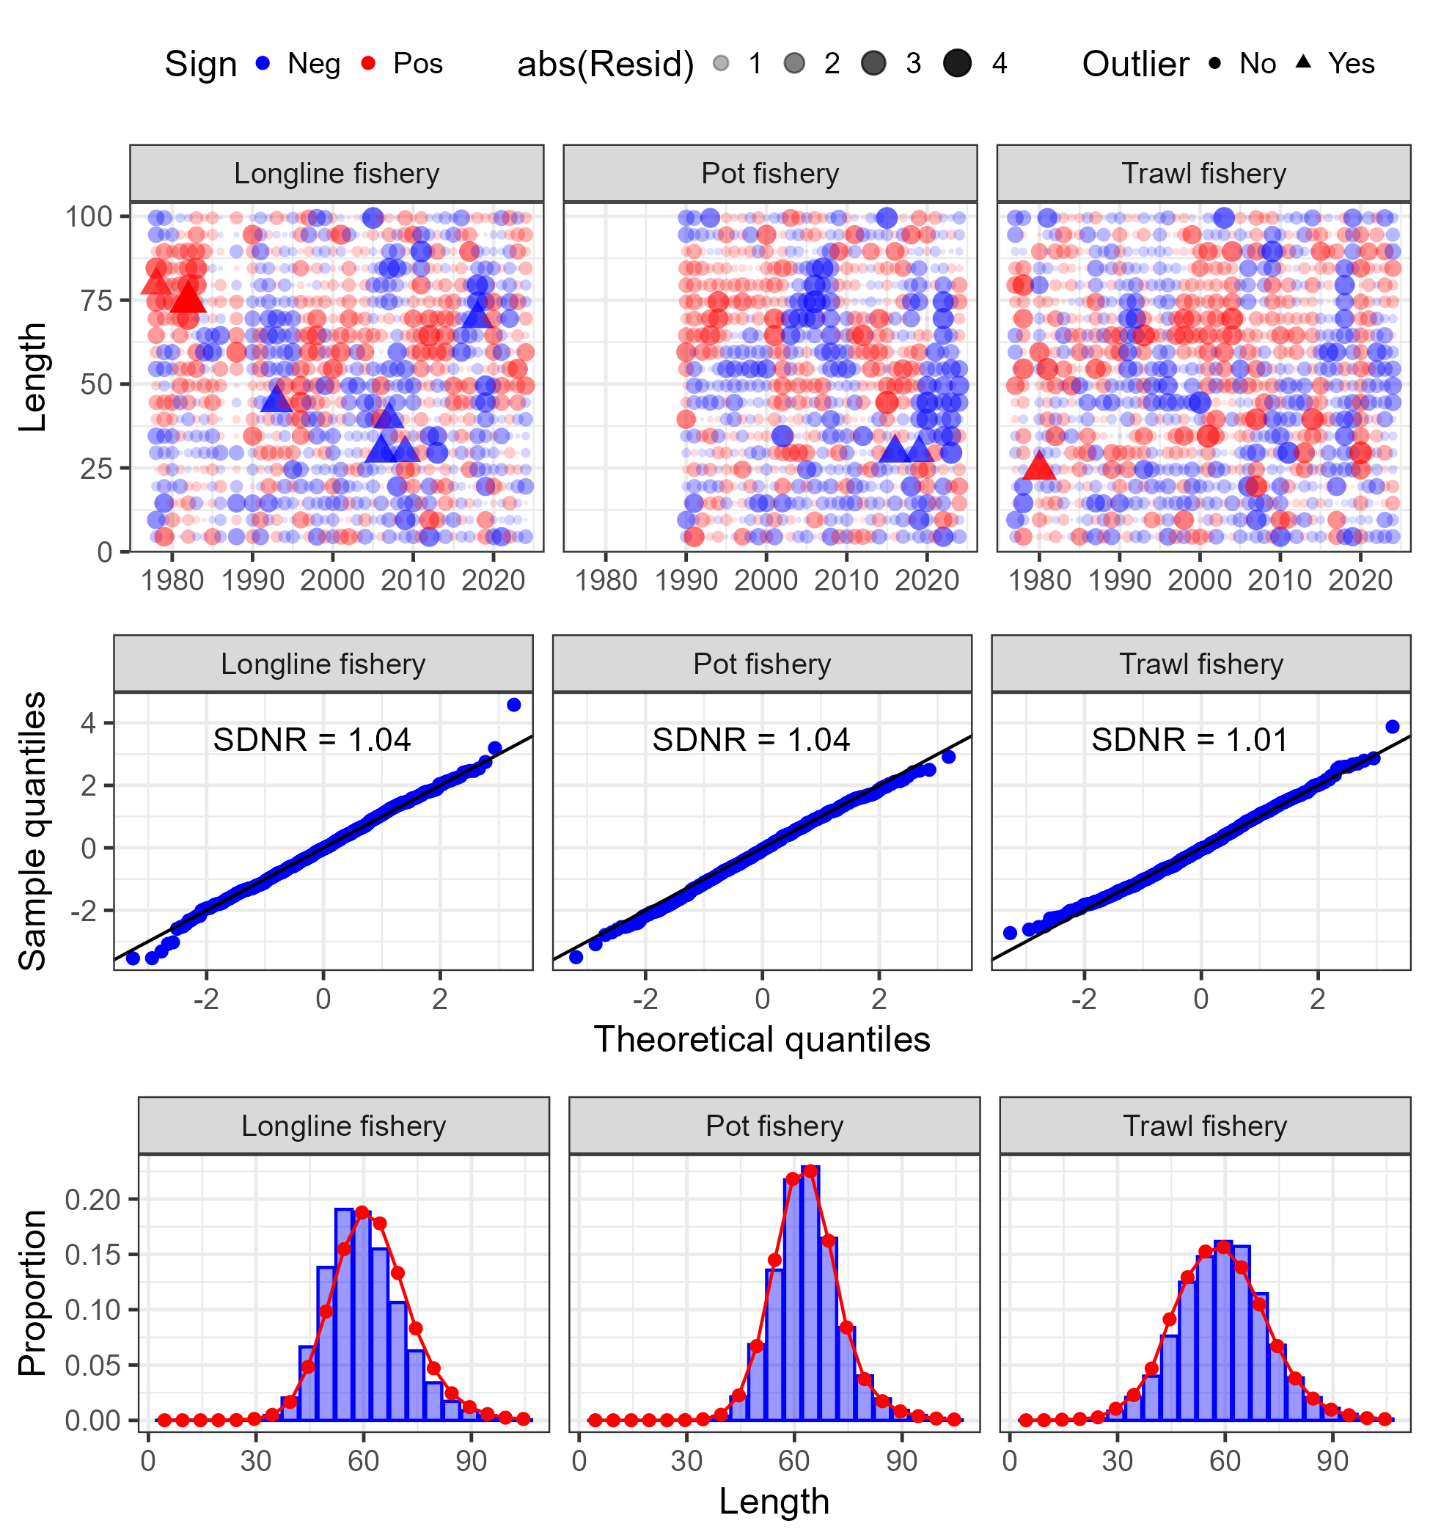 Sign Neg Pos abs(Resid) 1 2 3 4 Outlier No Yes
Longline fishery Pot fishery Trawl fishery
Length
100
75
50
25
0
1980 1990 2000 2010 2020 1980 1990 2000 2010 2020 1980 1990 2000 2010 2020
Longline fishery Pot fishery Trawl fishery
Sample quantiles
SDNR = 1.04 SDNR = 1.04 SDNR = 1.01
4
2
0
-2
-2 0 2 -2 0 2 -2 0 2
Theoretical quantiles
Longline fishery Pot fishery Trawl fishery
Proportion
0.20
0.15
0.10
0.05
0.00
0 30 60 90 0 30 60 90 0 30 60 90
Length